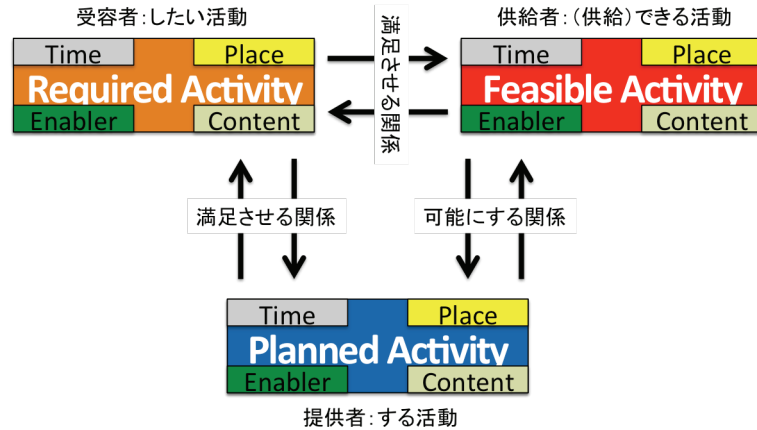 受容者：したい活動
供給者：（供給）できる活動
Time
Place
Required Activity
Enabler
Content
満足させる関係
Time
Place
Feasible Activity
Enabler
Content
満足させる関係
可能にする関係
Time
Place
Planned Activity
Enabler
Content
提供者：する活動